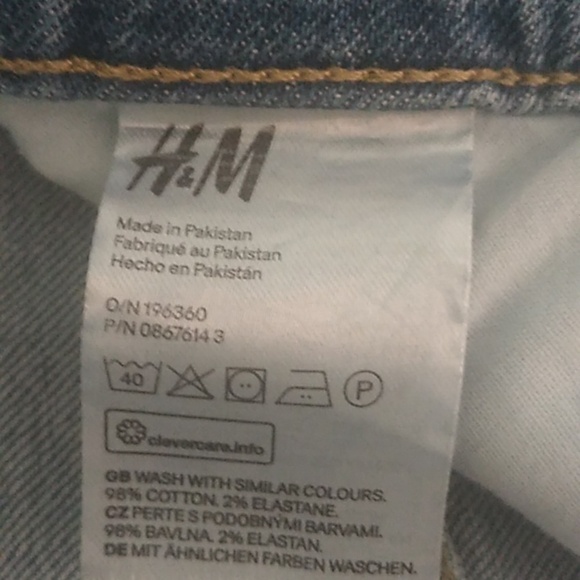 H&M
Made in Pakistan
Fabriqué au Pakistan
Hecho en Pakistán
O/N 196360
P/N 0867614 3
40 P
clevercare.info
GB WASH WITH SIMILAR COLOURS.
98% COTTON. 2% ELASTANE.
CZ PERTE S PODOBNÝMI BARVAMI.
98% BAVLNA. 2% ELASTAN.
DE MIT ÄHNLICHEN FARBEN WASCHEN.